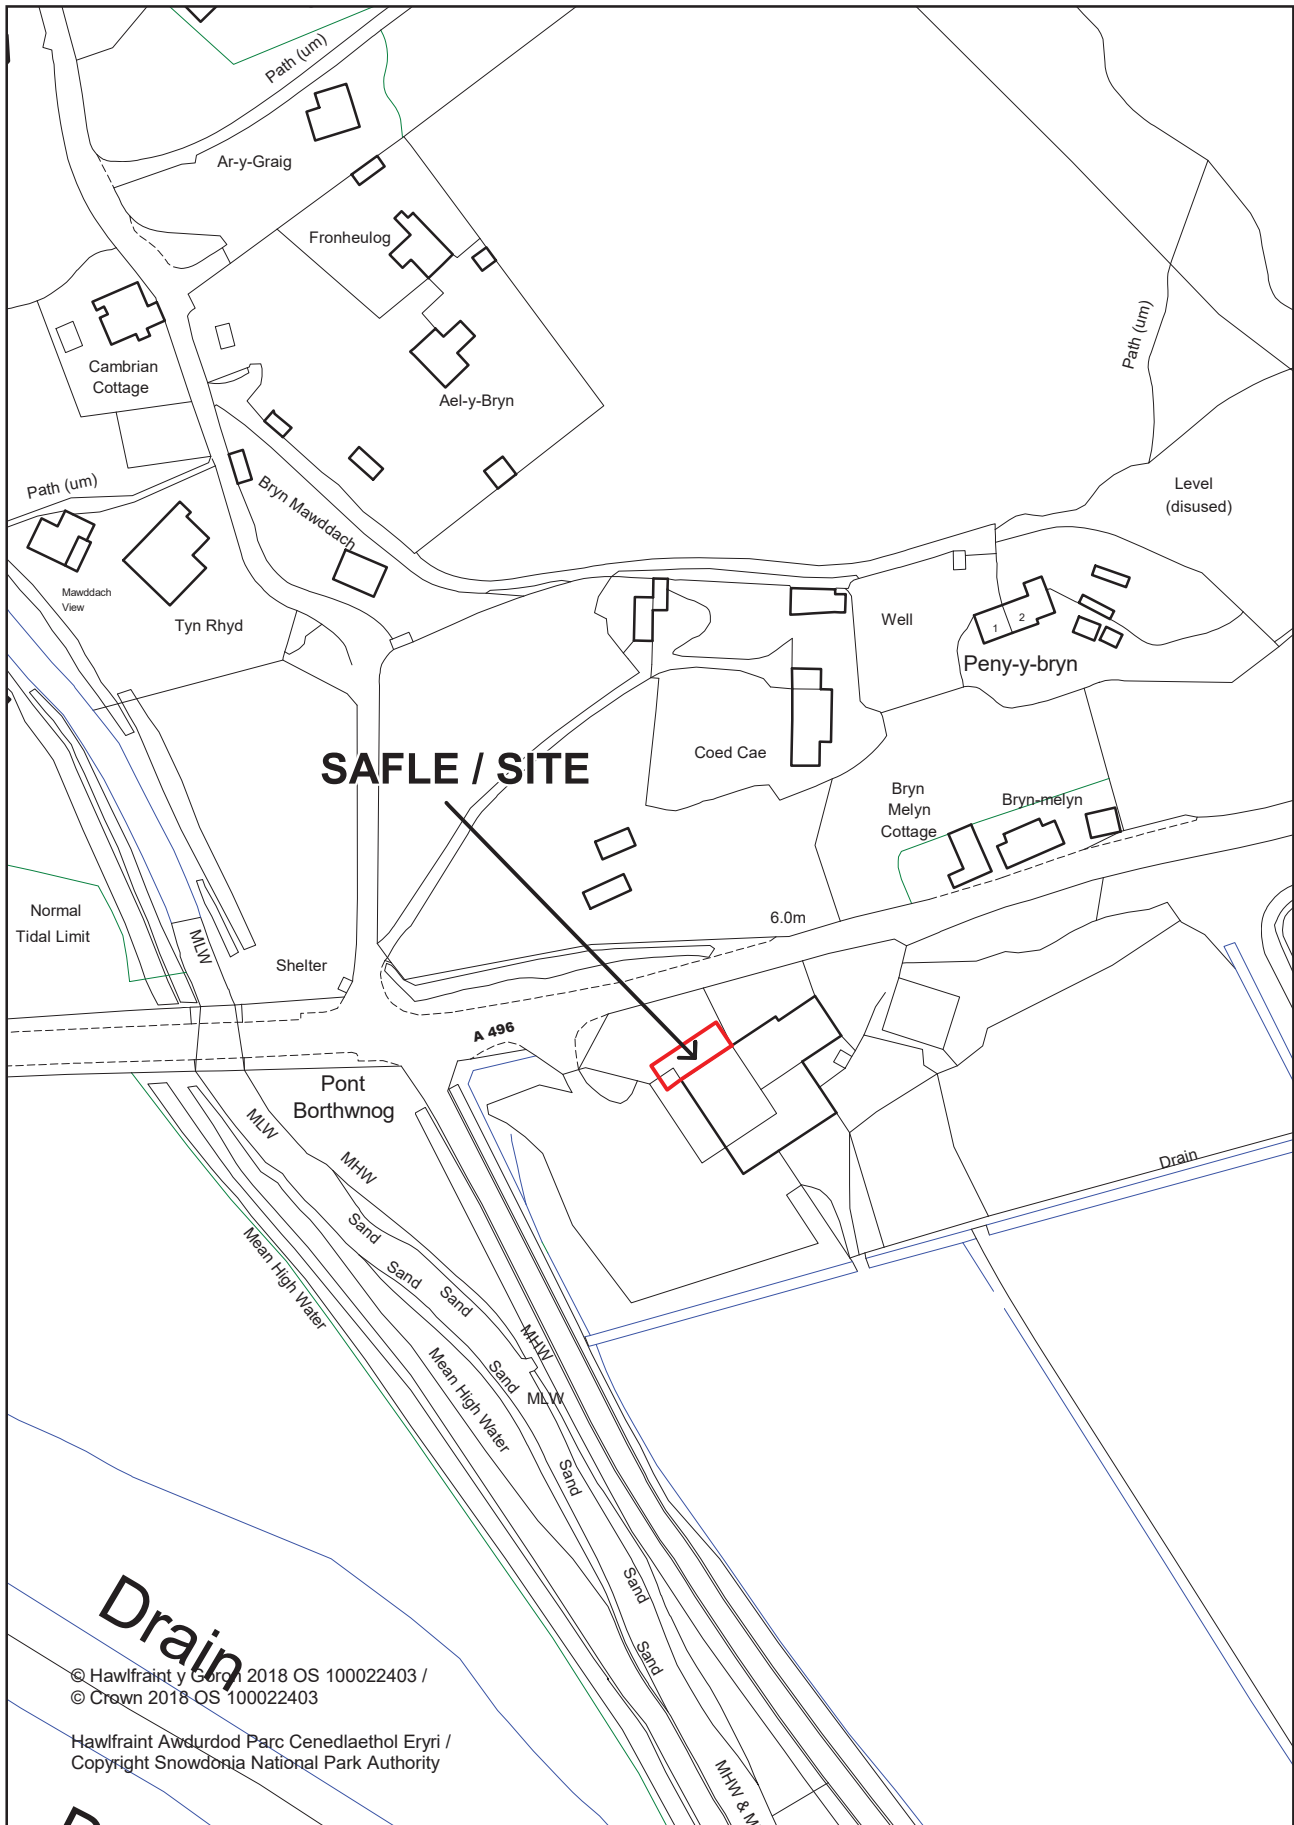 Path (um)
Ar-y-Graig
Fronheulog
Cambrian
Cottage
Path (um)
Ael-y-Bryn
Path (um)
Bryn Mawddach
Level
(disused)
Mawddach
View
Tyn Rhyd
Well
1
2
Peny-y-bryn
SAFLE / SITE
Coed Cae
Bryn
Melyn
Cottage
Bryn-melyn
Normal
Tidal Limit
MLW
6.0m
Shelter
A 496
Pont
Borthwnog
MLW
MHW
Drain
Sand
Mean High Water
Sand
Sand
MHW
Mean High Water
Sand
MLW
Sand
Sand
Sand
Drain
© Hawlfraint y Goron 2018 OS 100022403 /
© Crown 2018 OS 100022403
Hawlfraint Awdurdod Parc Cenedlaethol Eryri /
Copyright Snowdonia National Park Authority
MHW &